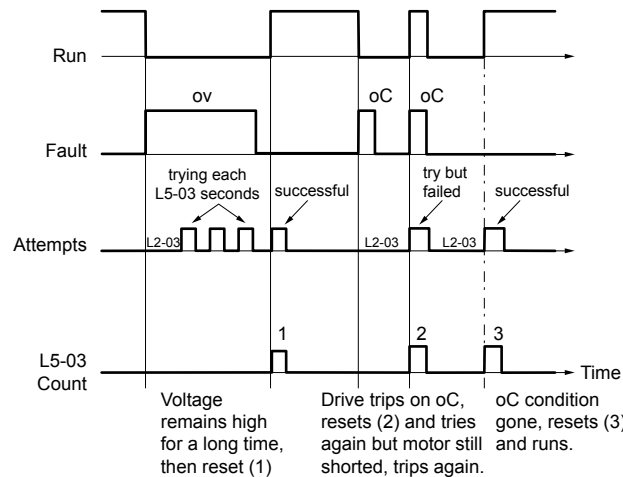 Run
ov
oC
oC
Fault
trying each
L5-03 seconds
successful
try but
failed
successful
Attempts
L2-03
L2-03
L2-03
1
2
3
L5-03
Count
Time
Voltage
remains high
for a long time,
then reset (1)
Drive trips on oC,
resets (2) and tries
again but motor still
shorted, trips again.
oC condition
gone, resets (3)
and runs.